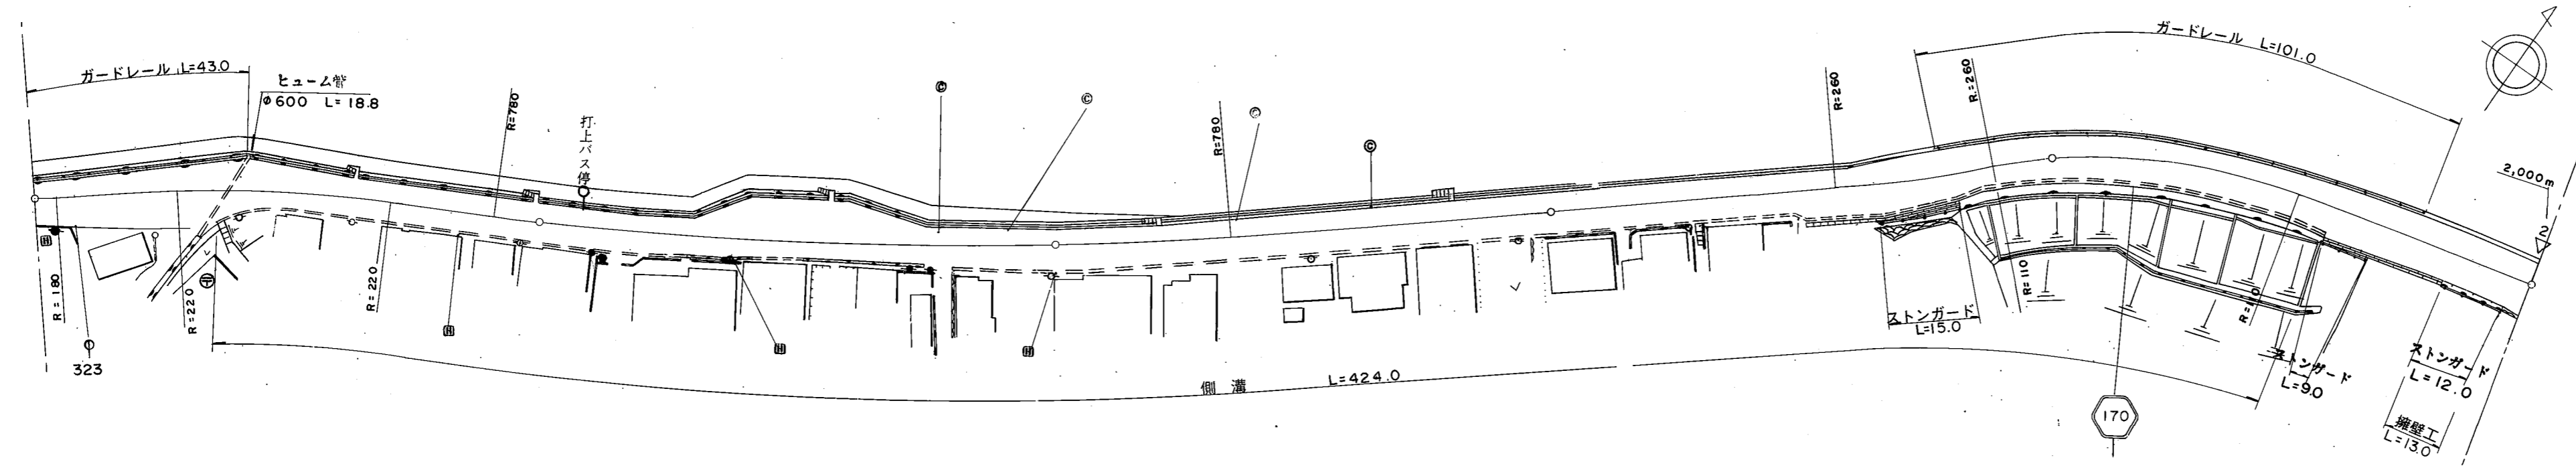 ガードレール L=43.0
ヒューム管
φ600 L=18.8
R=780
打上バス停
Ⓒ
Ⓒ
Ⓒ
Ⓒ
R=780
R=260
R=260
ガードレール L=101.0
2,000m
2
H
R=180
R=220
〒
R=220
H
H
H
323
側溝 L=424.0
ストンガード
L=15.0
R=110
ストンガード
L=9.0
ストンガード
L=12.0
擁壁工
L=13.0
170